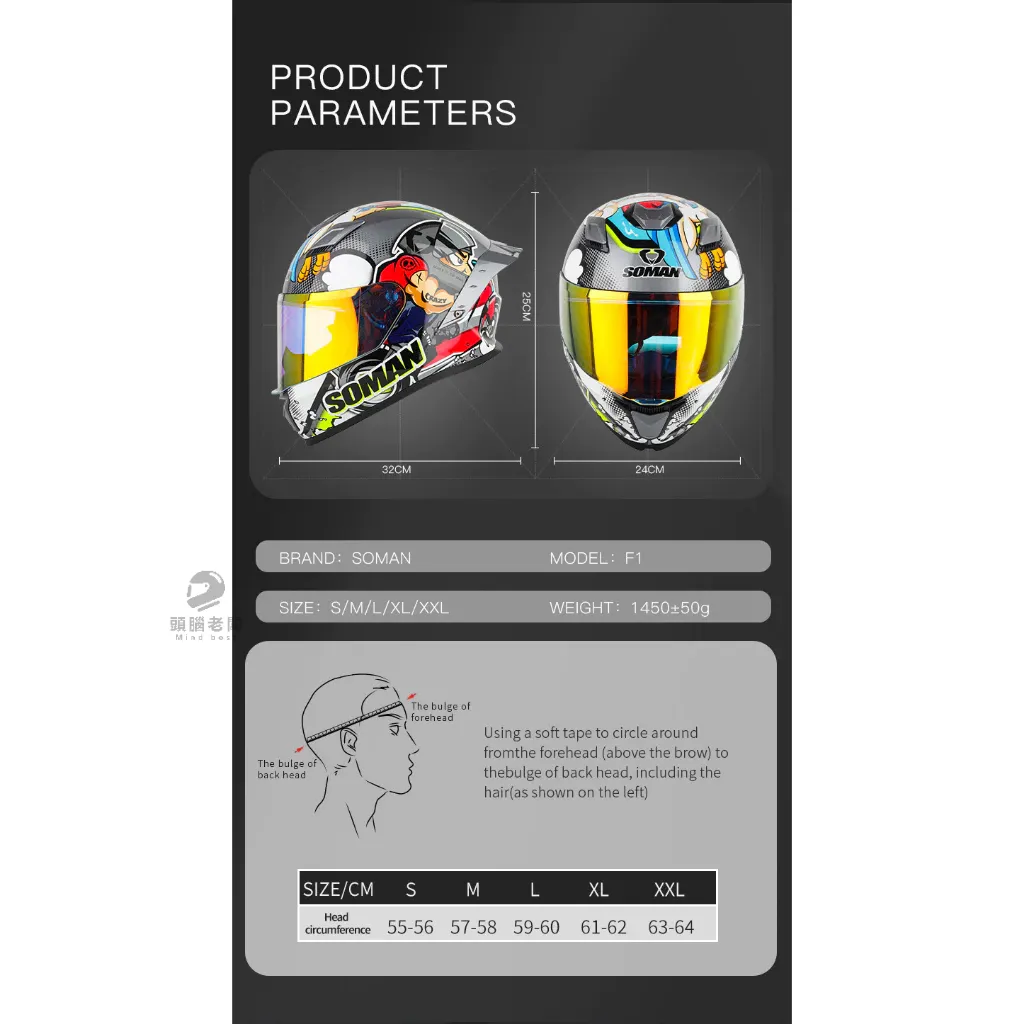 PRODUCT
PARAMETERS
SOMAN
CRAZY
SOMAN
25CM
32CM
24CM
BRAND: SOMAN
MODEL: F1
SIZE: S/M/L/XL/XXL
WEIGHT: 1450±50g
頭腦老
Mind bos
The bulge of
forehead
The bulge of
back head
Using a soft tape to circle around
fromthe forehead (above the brow) to
thebulge of back head, including the
hair(as shown on the left)
SIZE/CM S M L XL XXL
Head
circumference 55-56 57-58 59-60 61-62 63-64